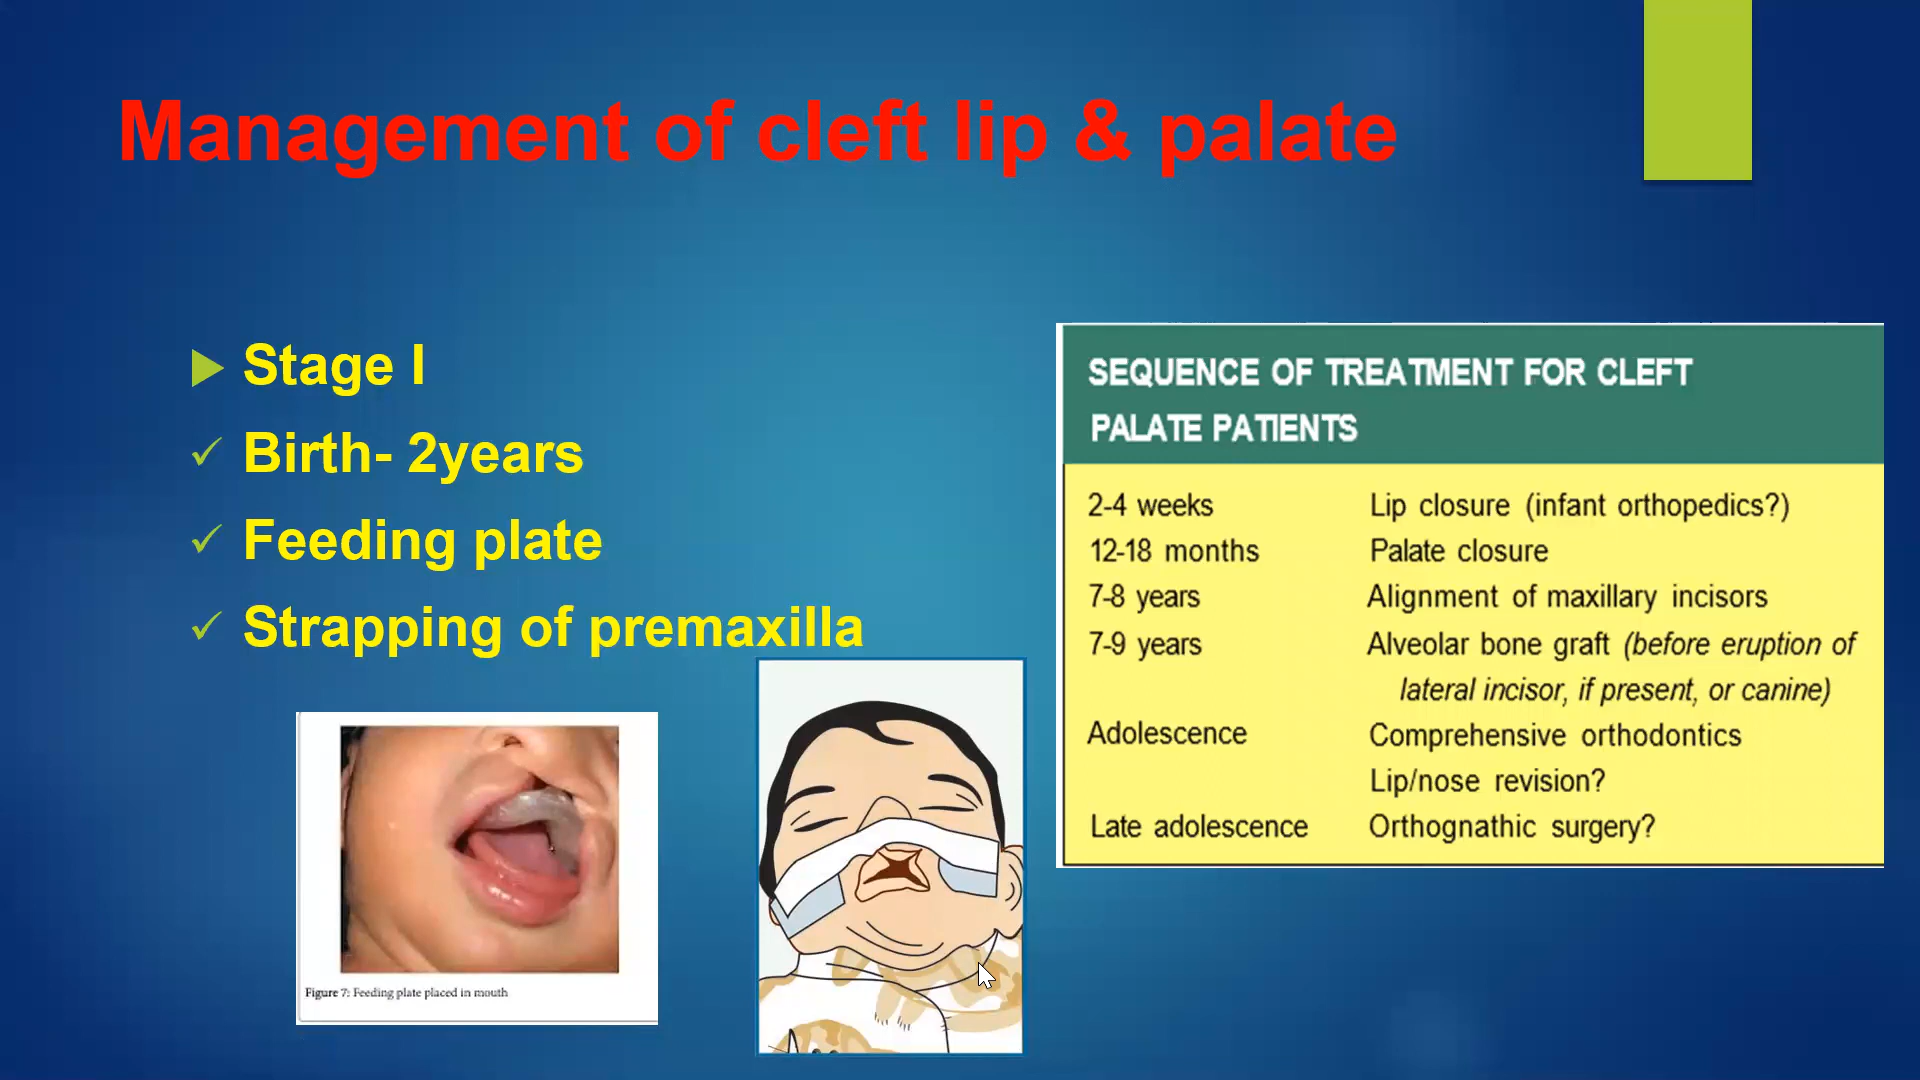 Management of cleft lip & palate
Stage I
Birth- 2years
Feeding plate
Strapping of premaxilla
Figure 7: Feeding plate placed in mouth
SEQUENCE OF TREATMENT FOR CLEFT
PALATE PATIENTS
2-4 weeks Lip closure (infant orthopedics?)
12-18 months Palate closure
7-8 years Alignment of maxillary incisors
7-9 years Alveolar bone graft (before eruption of
lateral incisor, if present, or canine)
Adolescence Comprehensive orthodontics
Lip/nose revision?
Late adolescence Orthognathic surgery?